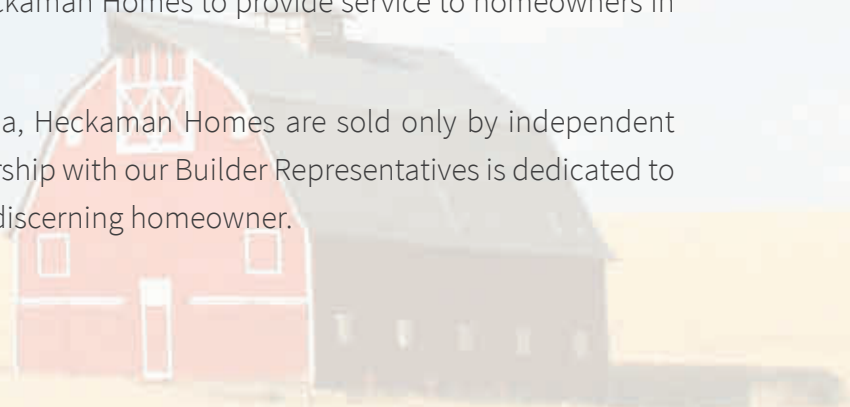 Heckaman Homes to provide service to homeowners in
a, Heckaman Homes are sold only by independent
rship with our Builder Representatives is dedicated to
discerning homeowner.